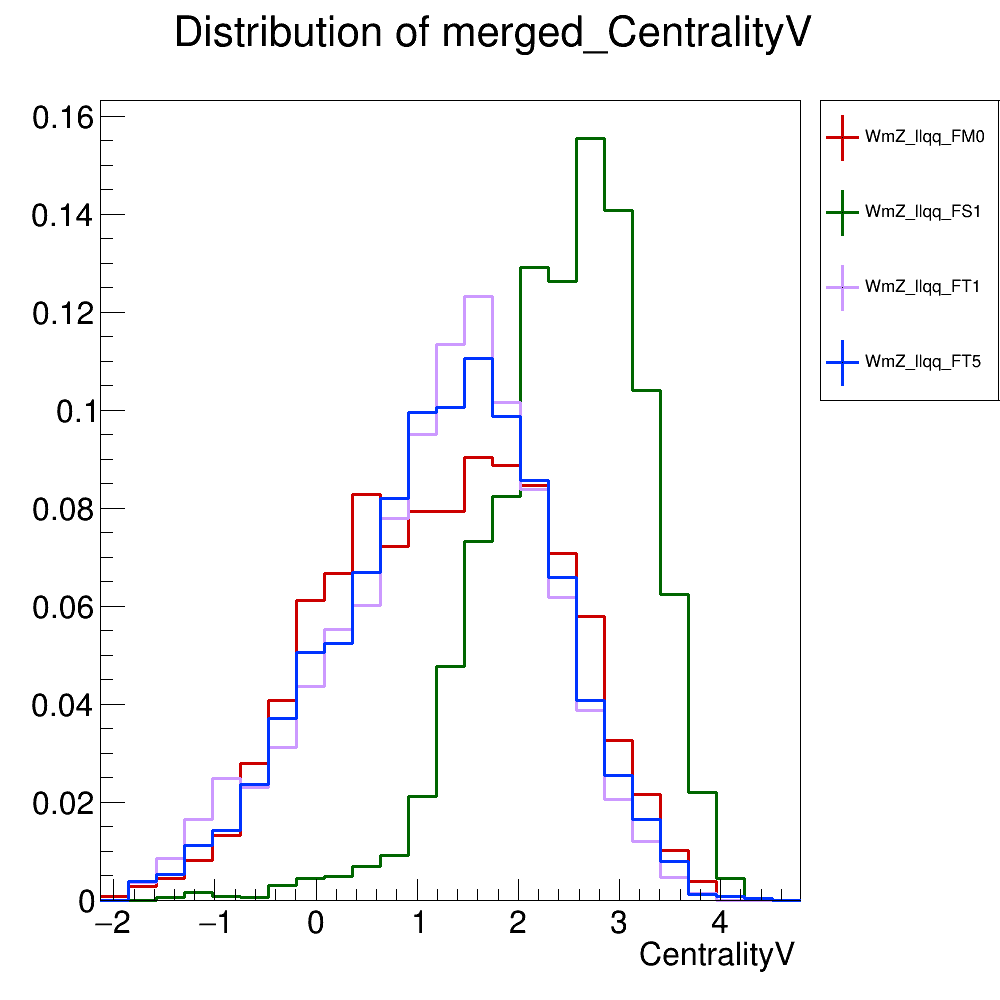 Distribution of merged_CentralityV
0.16
0.14
0.12
0.1
0.08
0.06
0.04
0.02
0
−2
−1
0
1
2
3
4
CentralityV
WmZ_llqq_FM0
WmZ_llqq_FS1
WmZ_llqq_FT1
WmZ_llqq_FT5